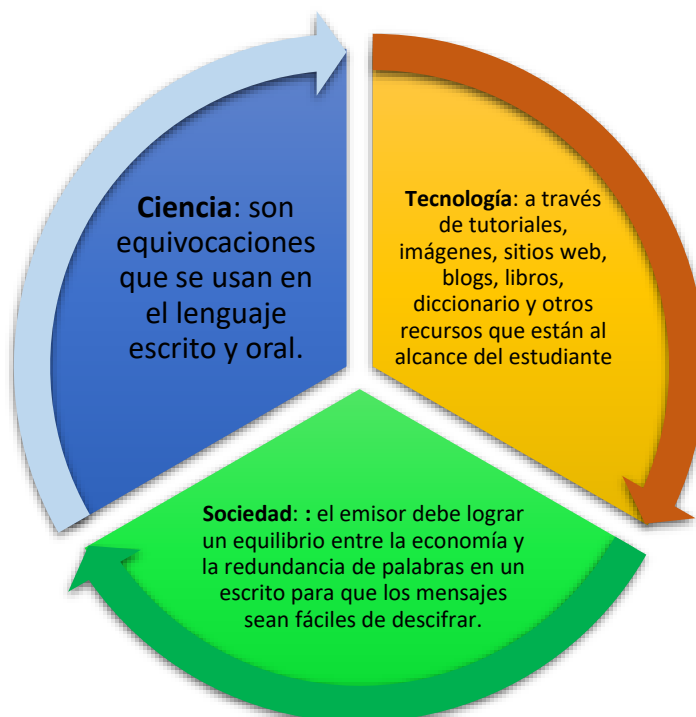 Ciencia: son
equivocaciones
que se usan en
el lenguaje
escrito y oral.
Tecnología: a través
de tutoriales,
imágenes, sitios web,
blogs, libros,
diccionario y otros
recursos que están al
alcance del estudiante
Sociedad: : el emisor debe lograr
un equilibrio entre la economía y
la redundancia de palabras en un
escrito para que los mensajes
sean fáciles de descifrar.